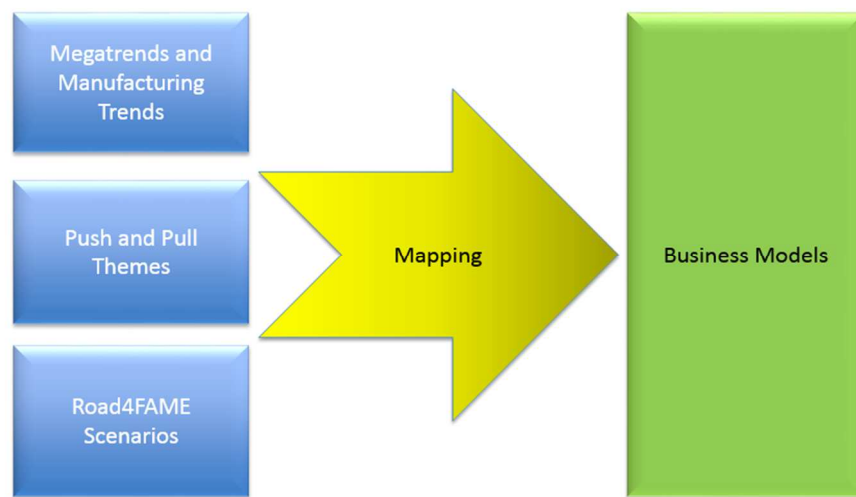 Megatrends and
Manufacturing
Trends
Push and Pull
Themes
Road4FAME
Scenarios
Mapping
Business Models